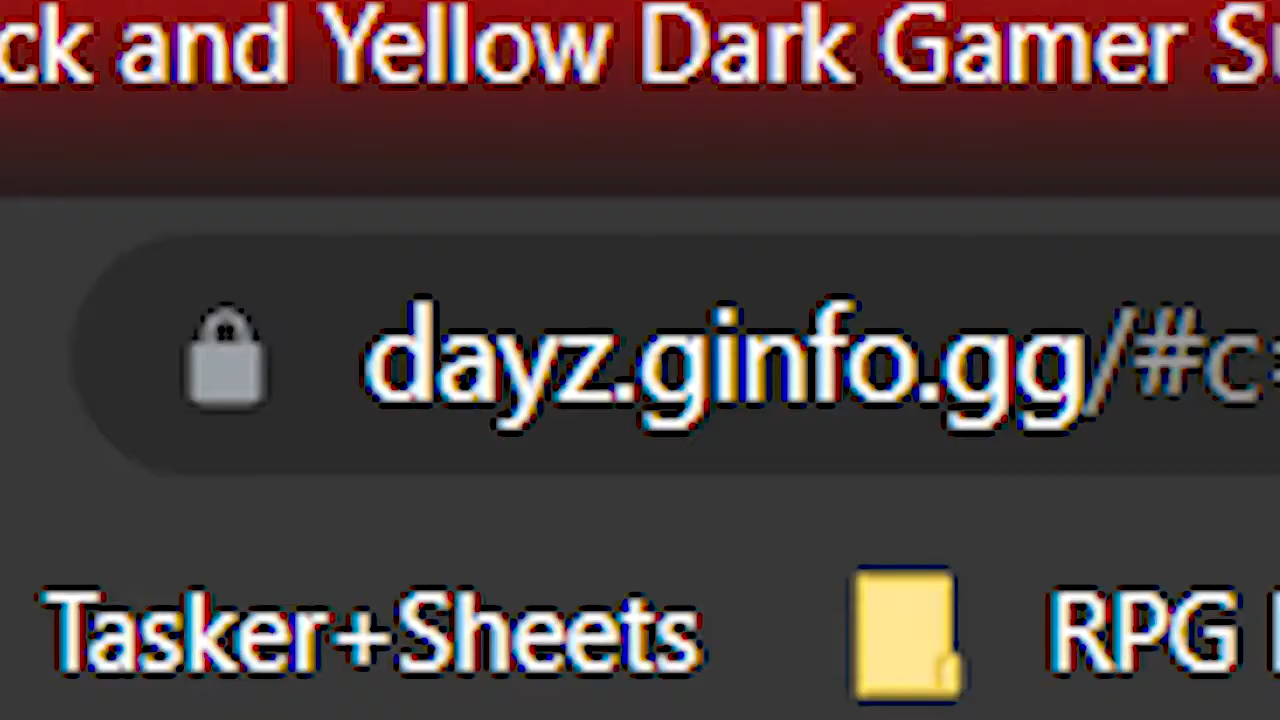 ck and Yellow Dark Gamer S
dayz.ginfo.gg/#c
Tasker+Sheets RPG